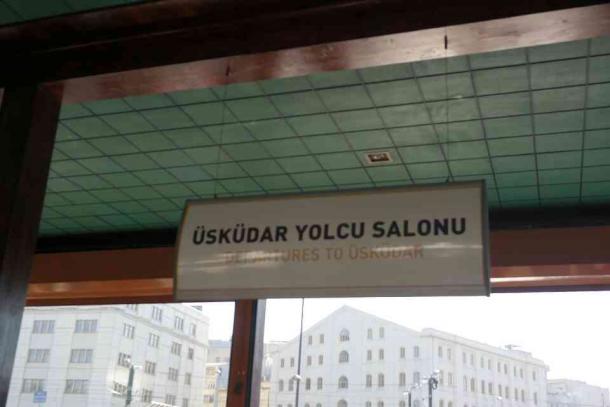 ÜSKÜDAR YOLCU SALONU
DEPARTURES TO ÜSKÜDAR